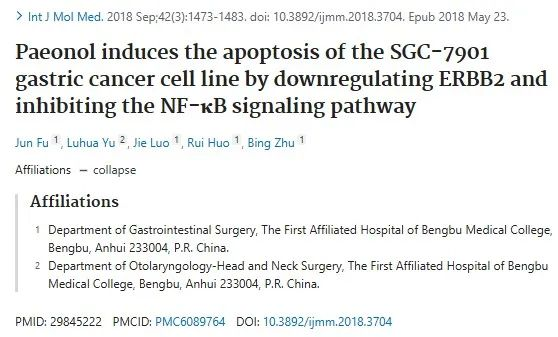 > Int J Mol Med. 2018 Sep;42(3):1473-1483. doi: 10.3892/ijmm.2018.3704. Epub 2018 May 23.
Paeonol induces the apoptosis of the SGC-7901
gastric cancer cell line by downregulating ERBB2 and
inhibiting the NF-κB signaling pathway
Jun Fu 1, Luhua Yu 2, Jie Luo 1, Rui Huo 1, Bing Zhu 1
Affiliations – collapse
Affiliations
1 Department of Gastrointestinal Surgery, The First Affiliated Hospital of Bengbu Medical College,
Bengbu, Anhui 233004, P.R. China.
2 Department of Otolaryngology-Head and Neck Surgery, The First Affiliated Hospital of Bengbu
Medical College, Bengbu, Anhui 233004, P.R. China.
PMID: 29845222 PMCID: PMC6089764 DOI: 10.3892/ijmm.2018.3704